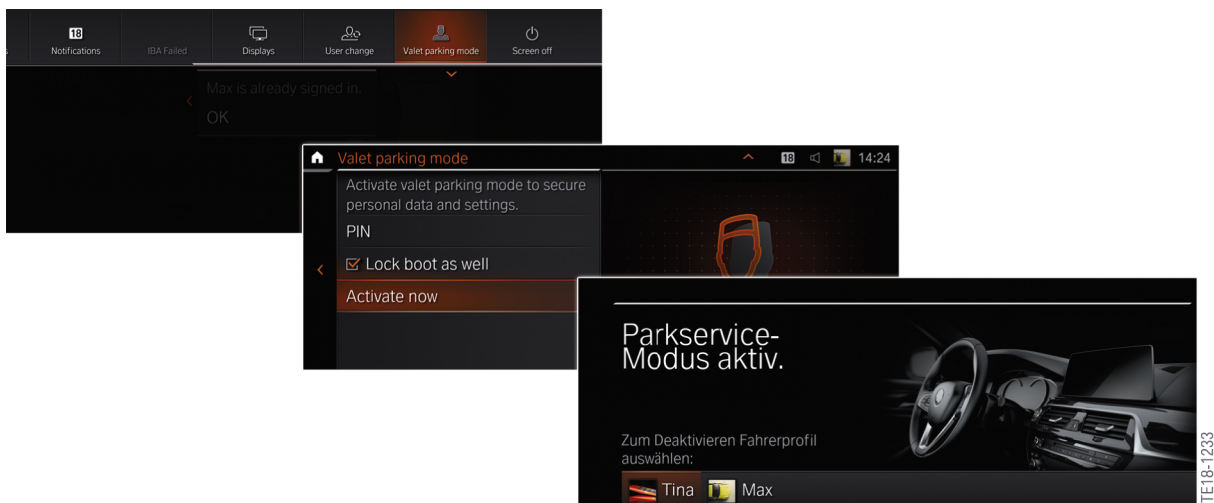 18
Notifications
IBA Failed
Displays
User change
Valet parking mode
Screen off
Max is already signed in.
OK
Valet parking mode
18
14:24
Activate valet parking mode to secure
personal data and settings.
PIN
Lock boot as well
Activate now
Parkservice-
Modus aktiv.
Zum Deaktivieren Fahrerprofil
auswählen:
Tina
Max
TE18-1233